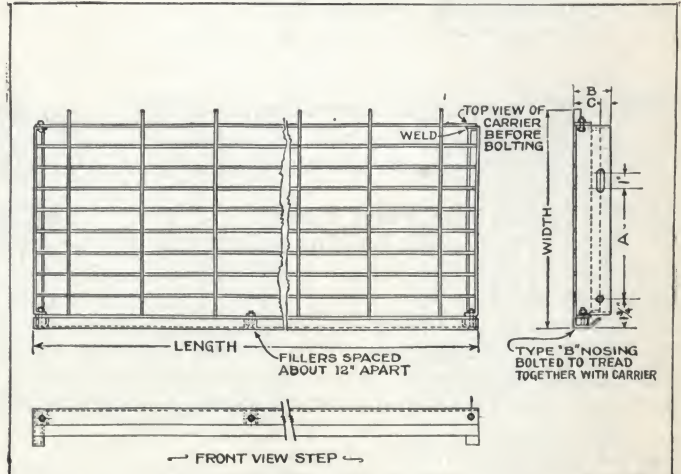 B
C
TOP VIEW OF
CARRIER
BEFORE
BOLTING
WELD
1"
WIDTH
A
LENGTH
FILLERS SPACED
ABOUT 12" APART
TYPE "B" NOSING
BOLTED TO TREAD
TOGETHER WITH CARRIER
FRONT VIEW STEP